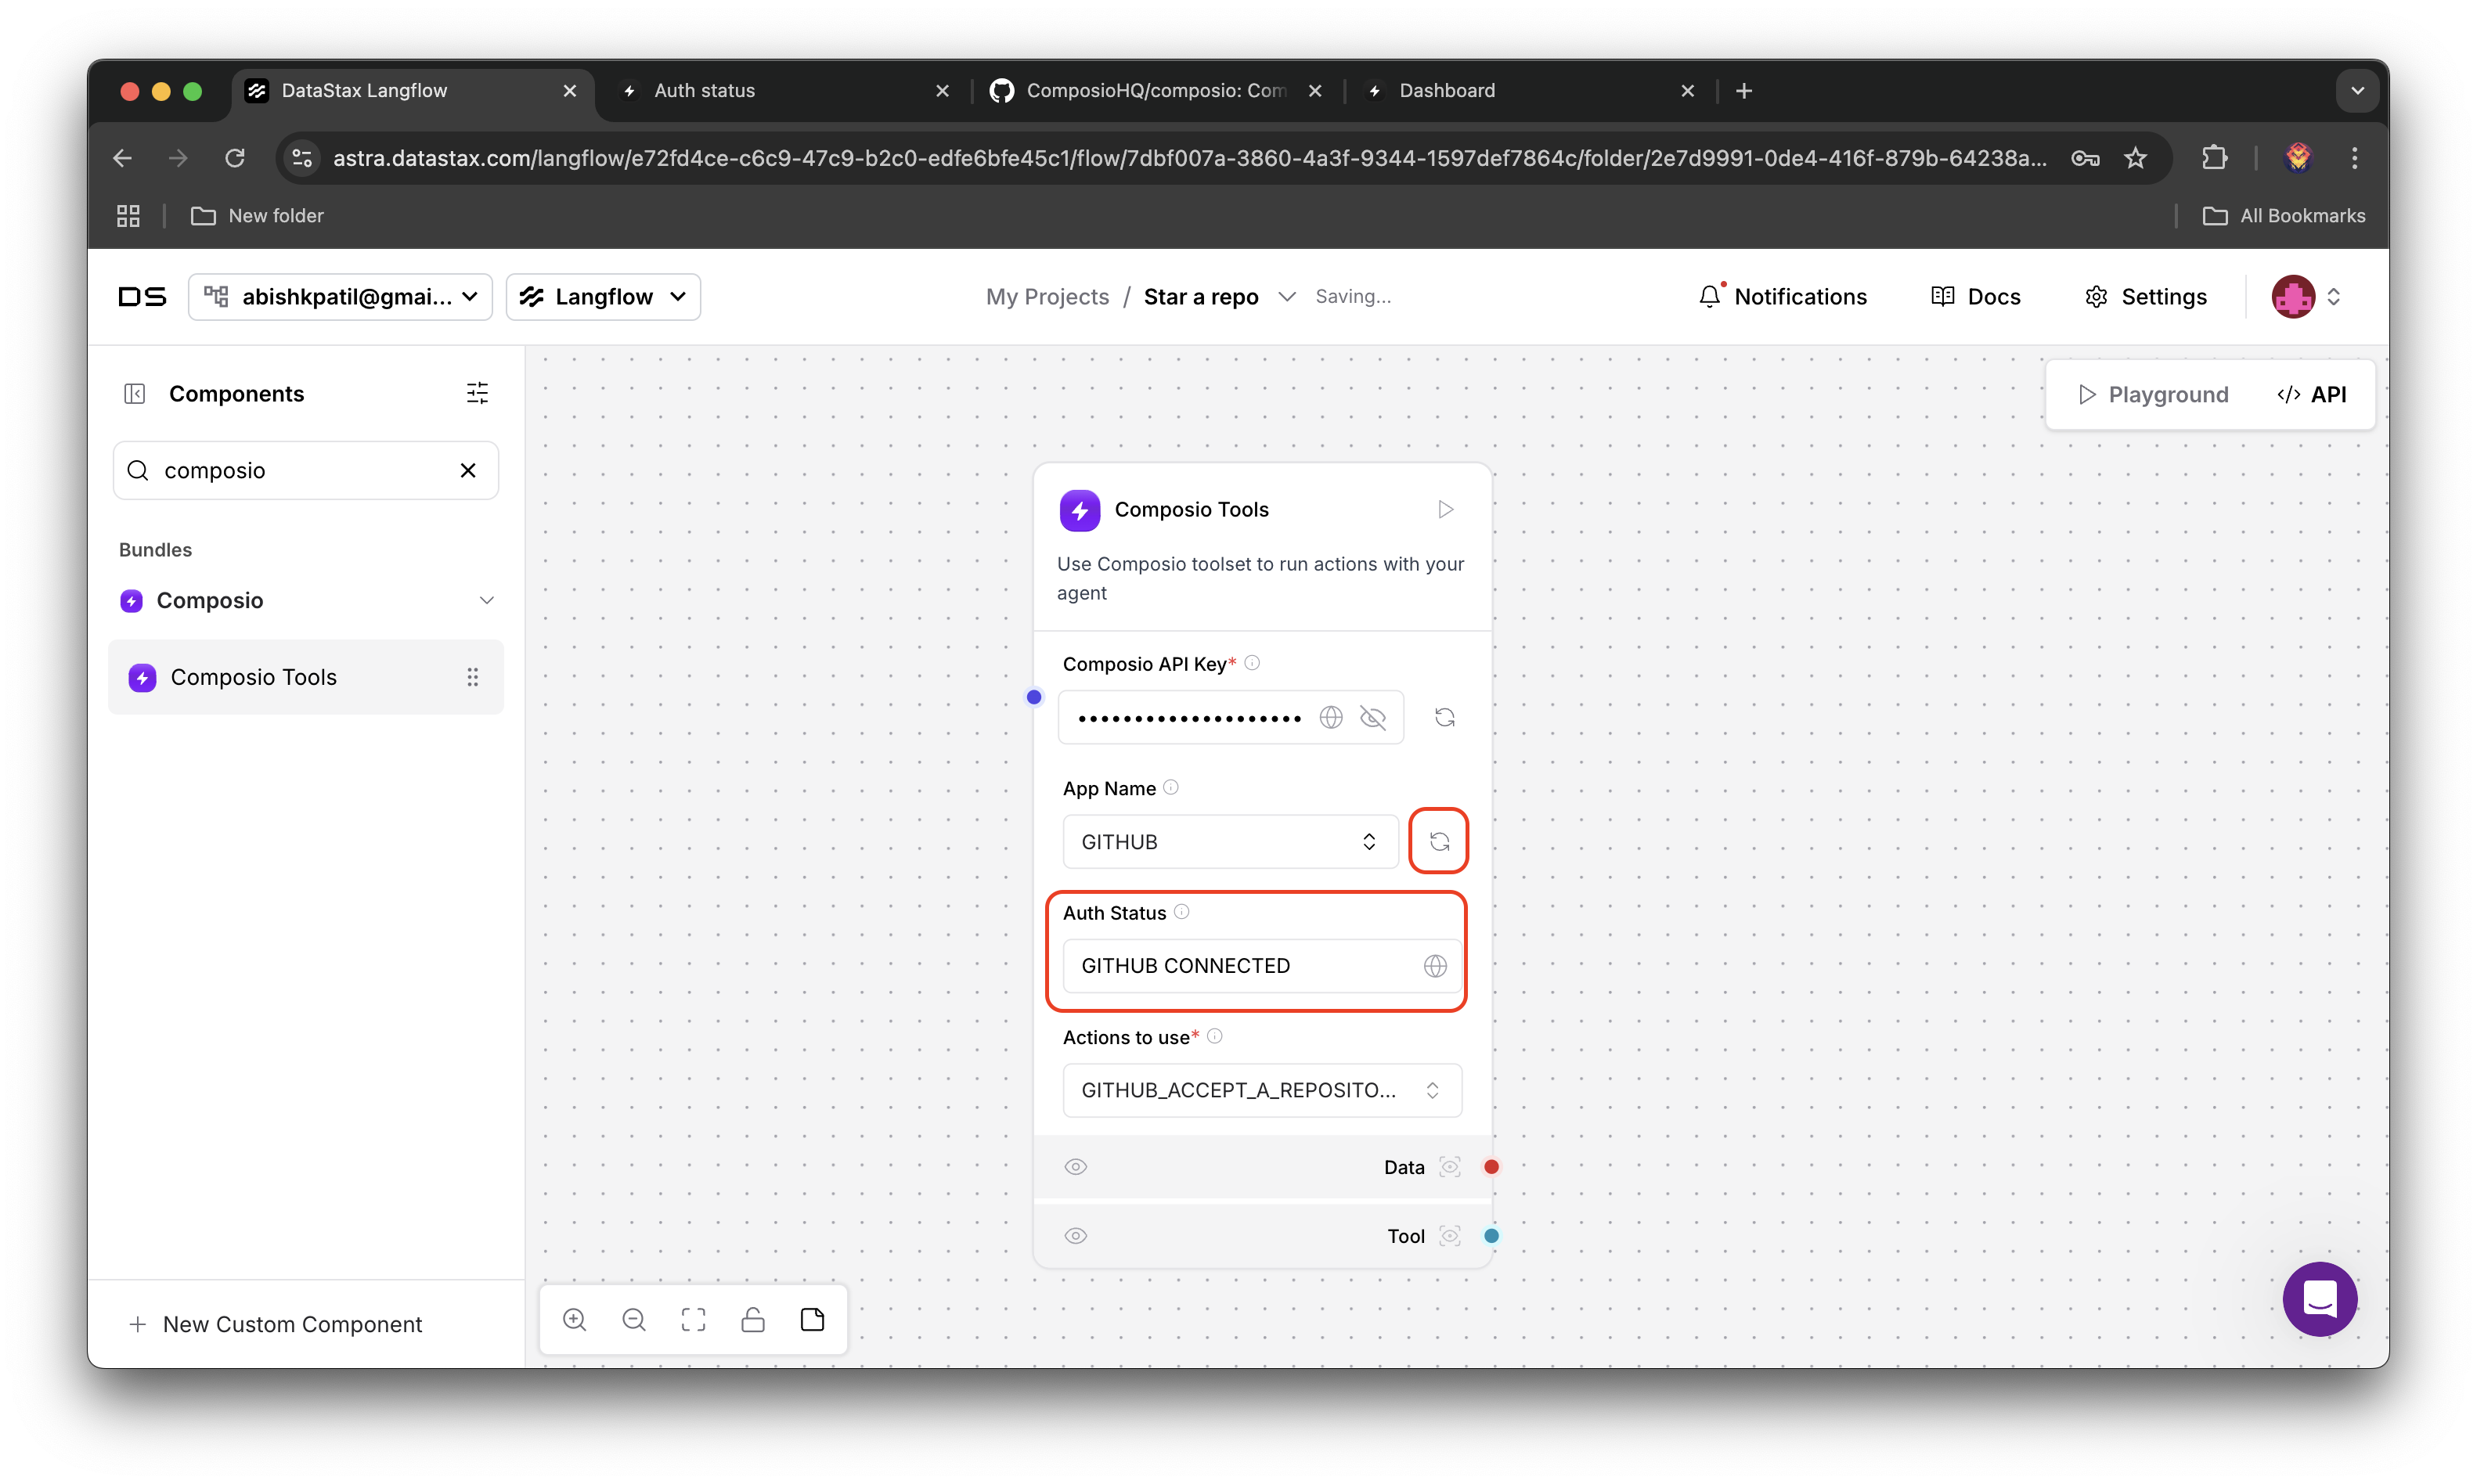 DataStax Langflow
Auth status
ComposioHQ/composio: Com
Dashboard
astra.datastax.com/langflow/e72fd4ce-c6c9-47c9-b2c0-edfe6bfe45c1/flow/7dbf007a-3860-4a3f-9344-1597def7864c/folder/2e7d9991-0de4-416f-879b-64238a...
New folder
All Bookmarks
DS
abishkpatil@gmai...
Langflow
My Projects / Star a repo
Saving...
Notifications
Docs
Settings
Components
composio
Bundles
Composio
Composio Tools
New Custom Component
Playground
API
Composio Tools
Use Composio toolset to run actions with your
agent
Composio API Key*
••••••••••••••••••••
App Name
GITHUB
Auth Status
GITHUB CONNECTED
Actions to use*
GITHUB_ACCEPT_A_REPOSITO...
Data
Tool